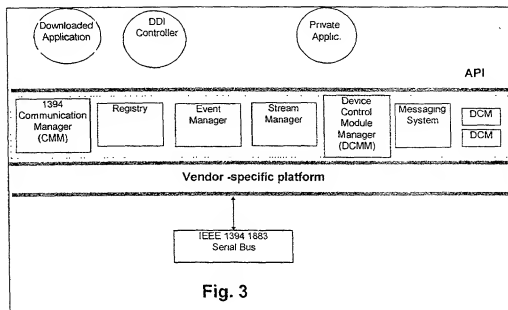 Downloaded
Application
DDI
Controller
Private
Applic.
API
1394
Communication
Manager
(CMM)
Registry
Event
Manager
Stream
Manager
Device
Control
Module
Manager
(DCMM)
Messaging
System
DCM
DCM
Vendor -specific platform
IEEE 1394 1883
Serial Bus
Fig. 3